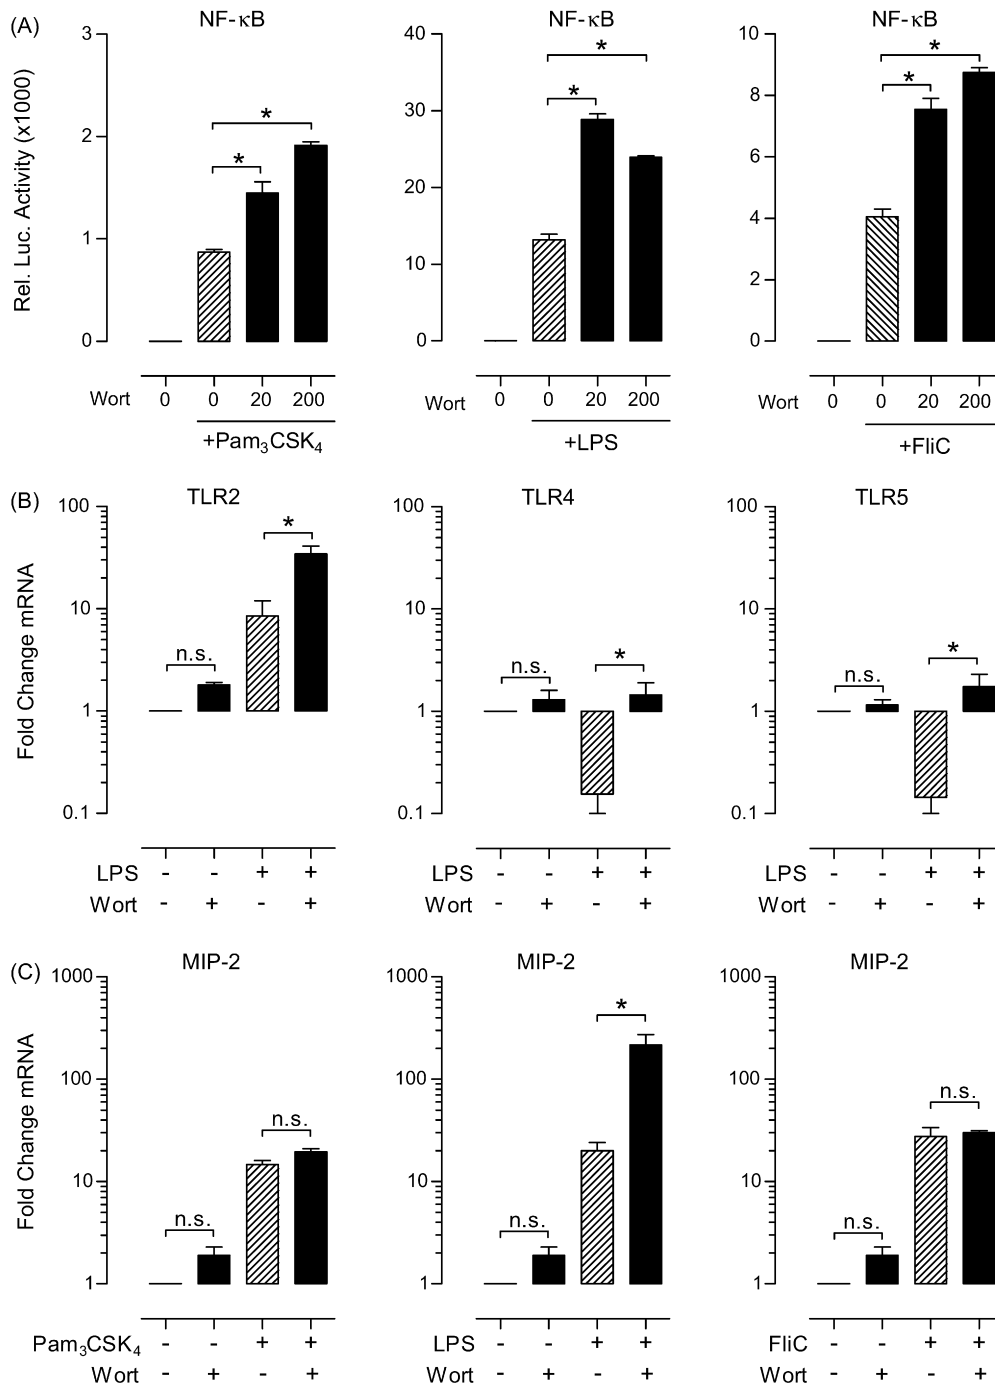 (A) NF-κB NF-κB NF-κB
Rel. Luc. Activity (x1000)
3 2 1 0
40 30 20 10 0
10 8 6 4 2 0
* *
* *
* *
Wort 0 0 20 200 Wort 0 0 20 200 Wort 0 0 20 200
+Pam₃CSK₄ +LPS +FliC
(B) TLR2 TLR4 TLR5
Fold Change mRNA
100 10 1 0.1
100 10 1 0.1
100 10 1 0.1
n.s. *
n.s. *
n.s. *
LPS - - + + LPS - - + + LPS - - + +
Wort - + - + Wort - + - + Wort - + - +
(C) MIP-2 MIP-2 MIP-2
Fold Change mRNA
1000 100 10 1
1000 100 10 1
1000 100 10 1
n.s. n.s.
n.s. *
n.s. n.s.
Pam₃CSK₄ - - + + LPS - - + + FliC - - + +
Wort - + - + Wort - + - + Wort - + - +